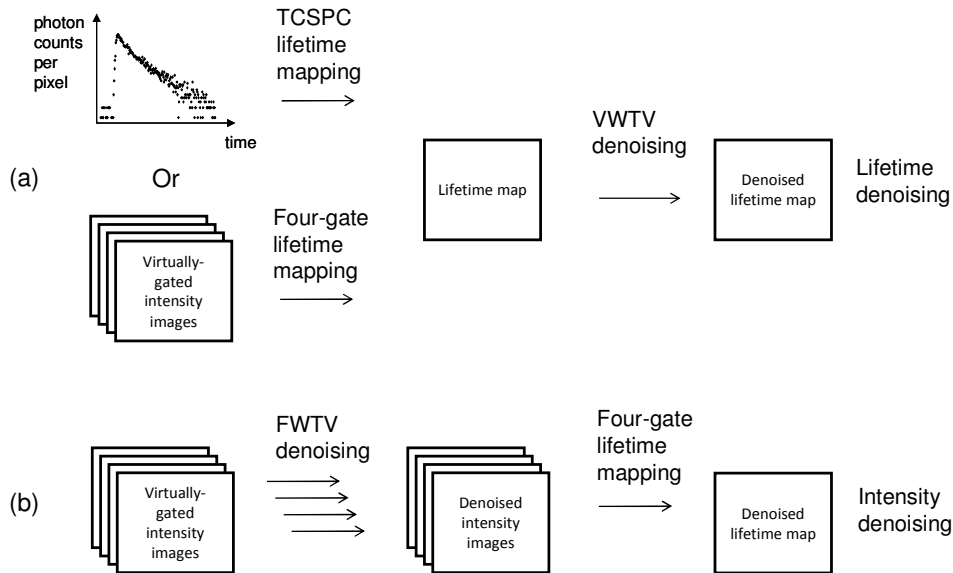 photon
counts
per
pixel
time
TCSPC
lifetime
mapping
(a)
Or
Virtually-
gated
intensity
images
Four-gate
lifetime
mapping
Lifetime map
VWTV
denoising
Denoised
lifetime map
Lifetime
denoising
(b)
Virtually-
gated
intensity
images
FWTV
denoising
Denoised
intensity
images
Four-gate
lifetime
mapping
Denoised
lifetime map
Intensity
denoising